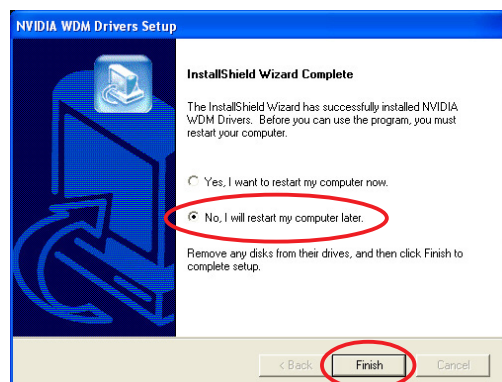 NVIDIA WDM Drivers Setup
InstallShield Wizard Complete
The InstallShield Wizard has successfully installed NVIDIA
WDM Drivers. Before you can use the program, you must
restart your computer.
Yes, I want to restart my computer now.
No, I will restart my computer later.
Remove any disks from their drives, and then click Finish to
complete setup.
< Back Finish Cancel